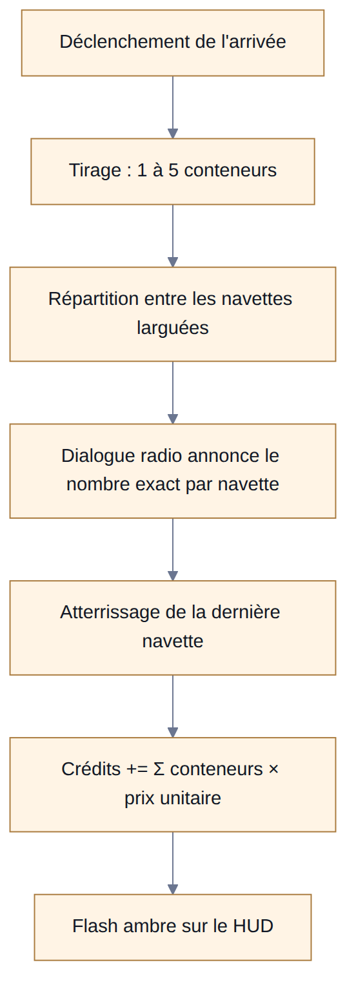 Déclenchement de l'arrivée
Tirage : 1 à 5 conteneurs
Répartition entre les navettes
larguées
Dialogue radio annonce le
nombre exact par navette
Atterrissage de la dernière
navette
Crédits += Σ conteneurs ×
prix unitaire
Flash ambre sur le HUD